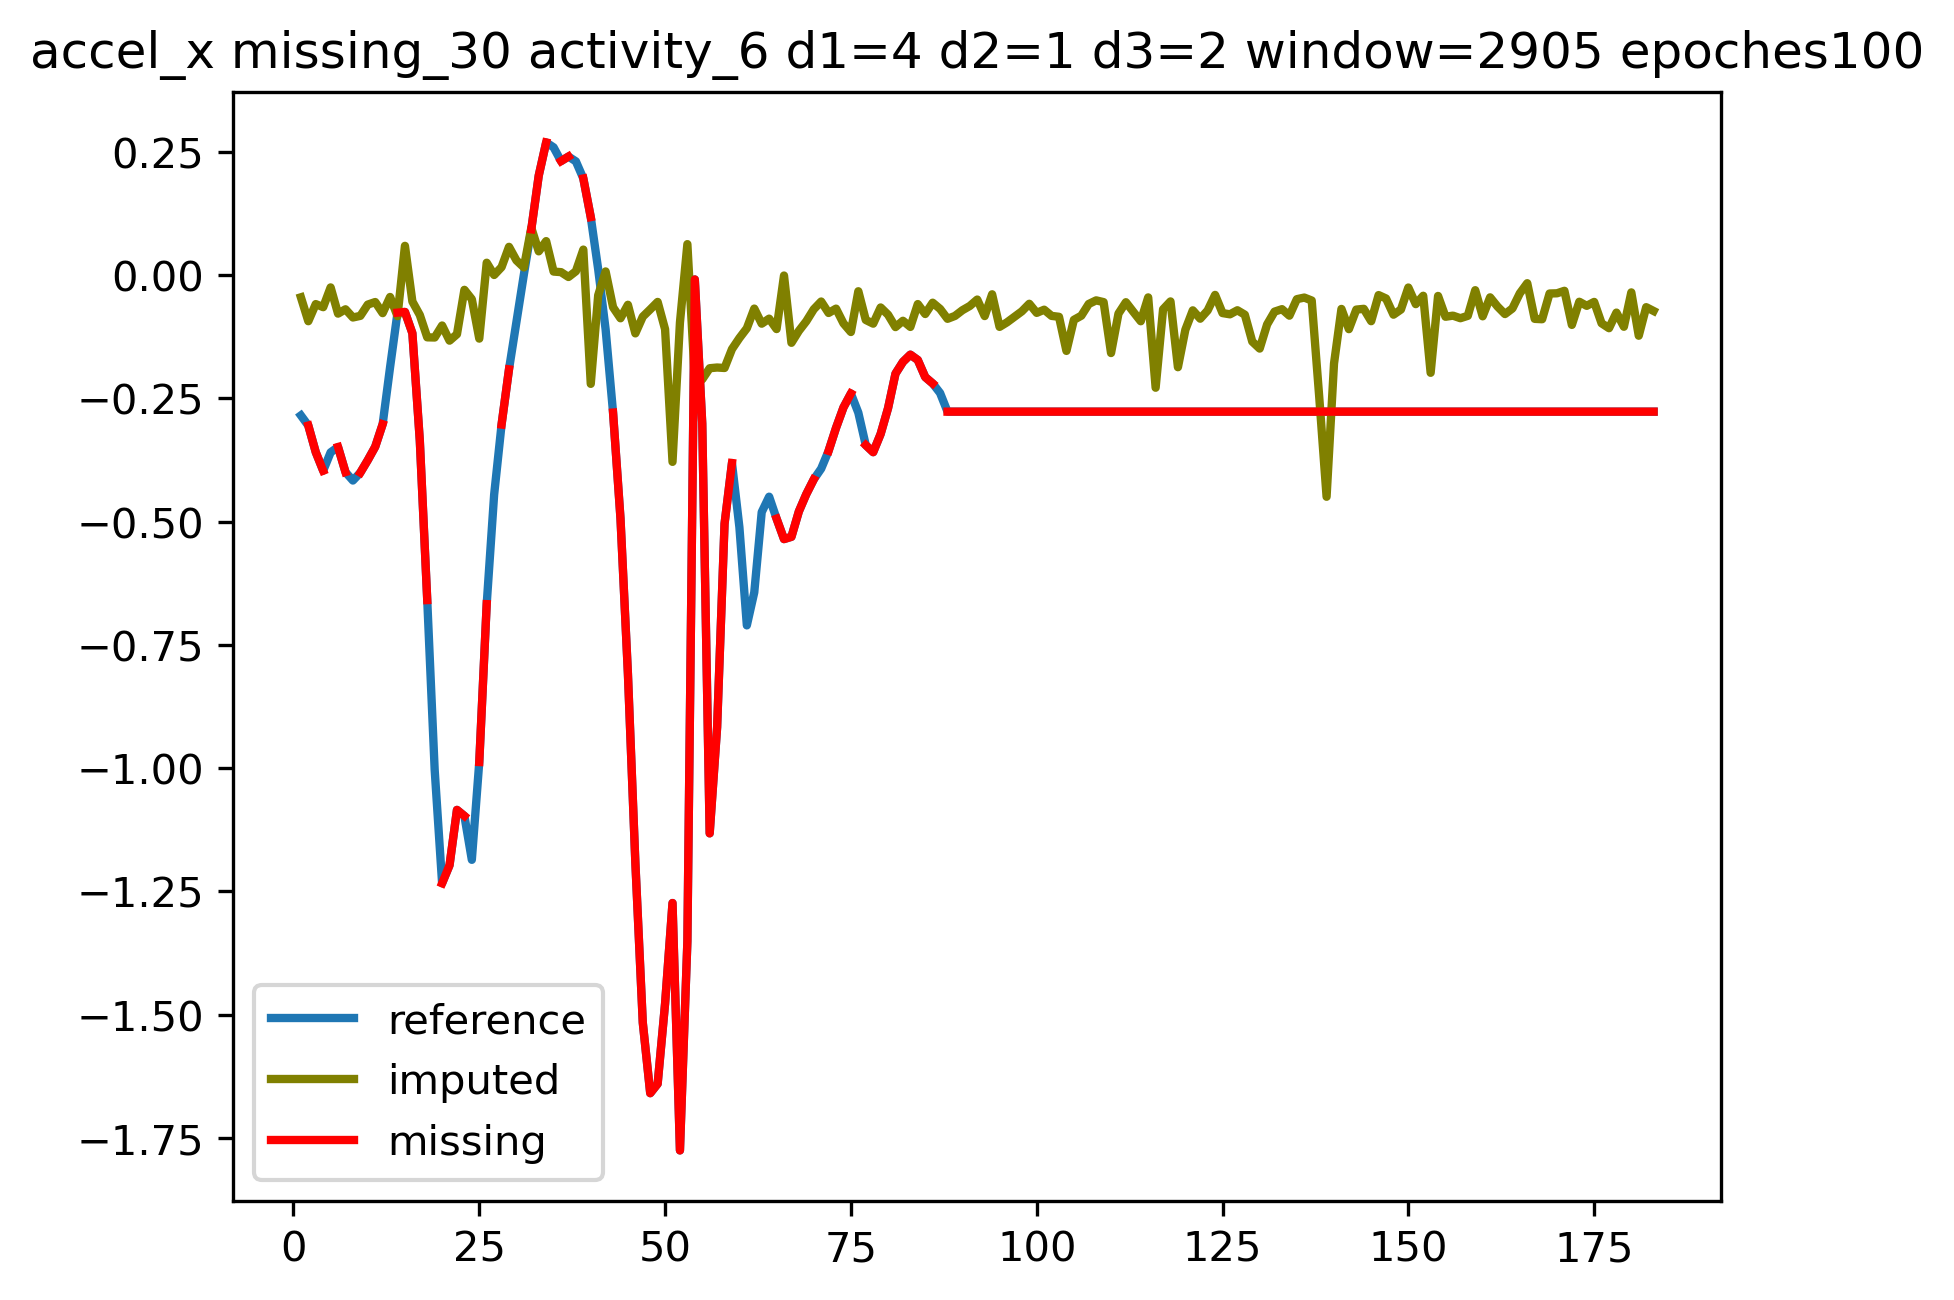 accel_x missing_30 activity_6 d1=4 d2=1 d3=2 window=2905 epoches100
0.25
0.00
−0.25
−0.50
−0.75
−1.00
−1.25
−1.50
−1.75
reference
imputed
missing
0 25 50 75 100 125 150 175